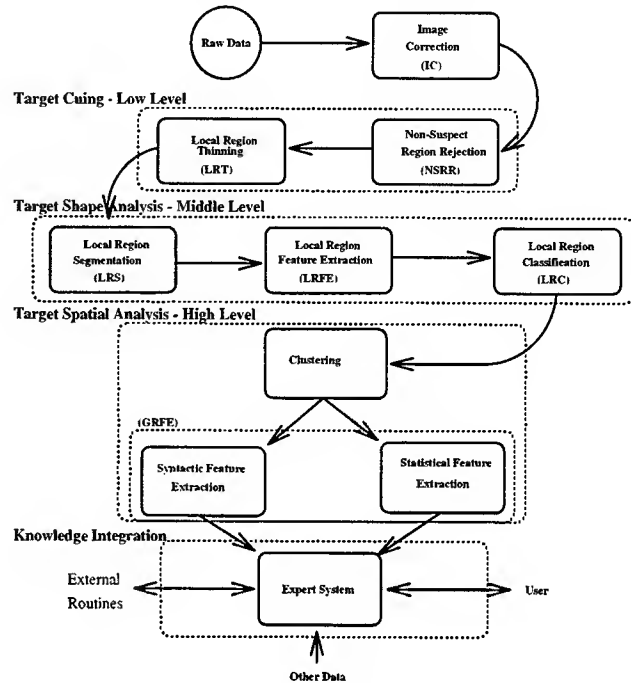 Raw Data
Image
Correction
(IC)
Target Cuing - Low Level
Local Region
Thinning
(LRT)
Non-Suspect
Region Rejection
(NSRR)
Target Shape Analysis - Middle Level
Local Region
Segmentation
(LRS)
Local Region
Feature Extraction
(LRFE)
Local Region
Classification
(LRC)
Target Spatial Analysis - High Level
Clustering
(GRFE)
Syntactic Feature
Extraction
Statistical Feature
Extraction
Knowledge Integration
External
Routines
Expert System
User
Other Data